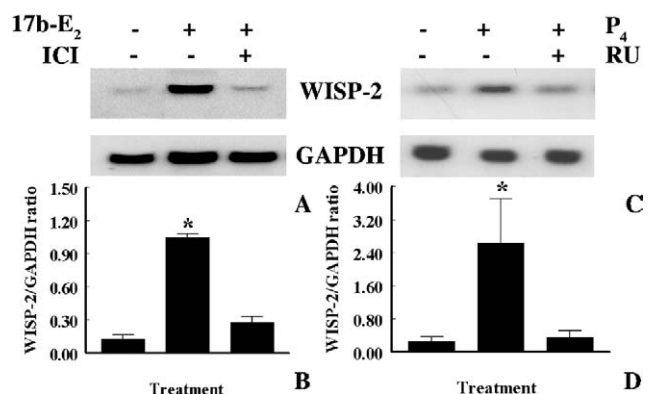 17b-E2 - + + - + + P4
ICI - - + - - + RU
WISP-2
GAPDH
A
C
WISP-2/GAPDH ratio
1.50
1.20
0.90
0.60
0.30
0.00
*
Treatment
B
WISP-2/GAPDH ratio
4.00
3.20
2.40
1.60
0.80
0.00
*
Treatment
D